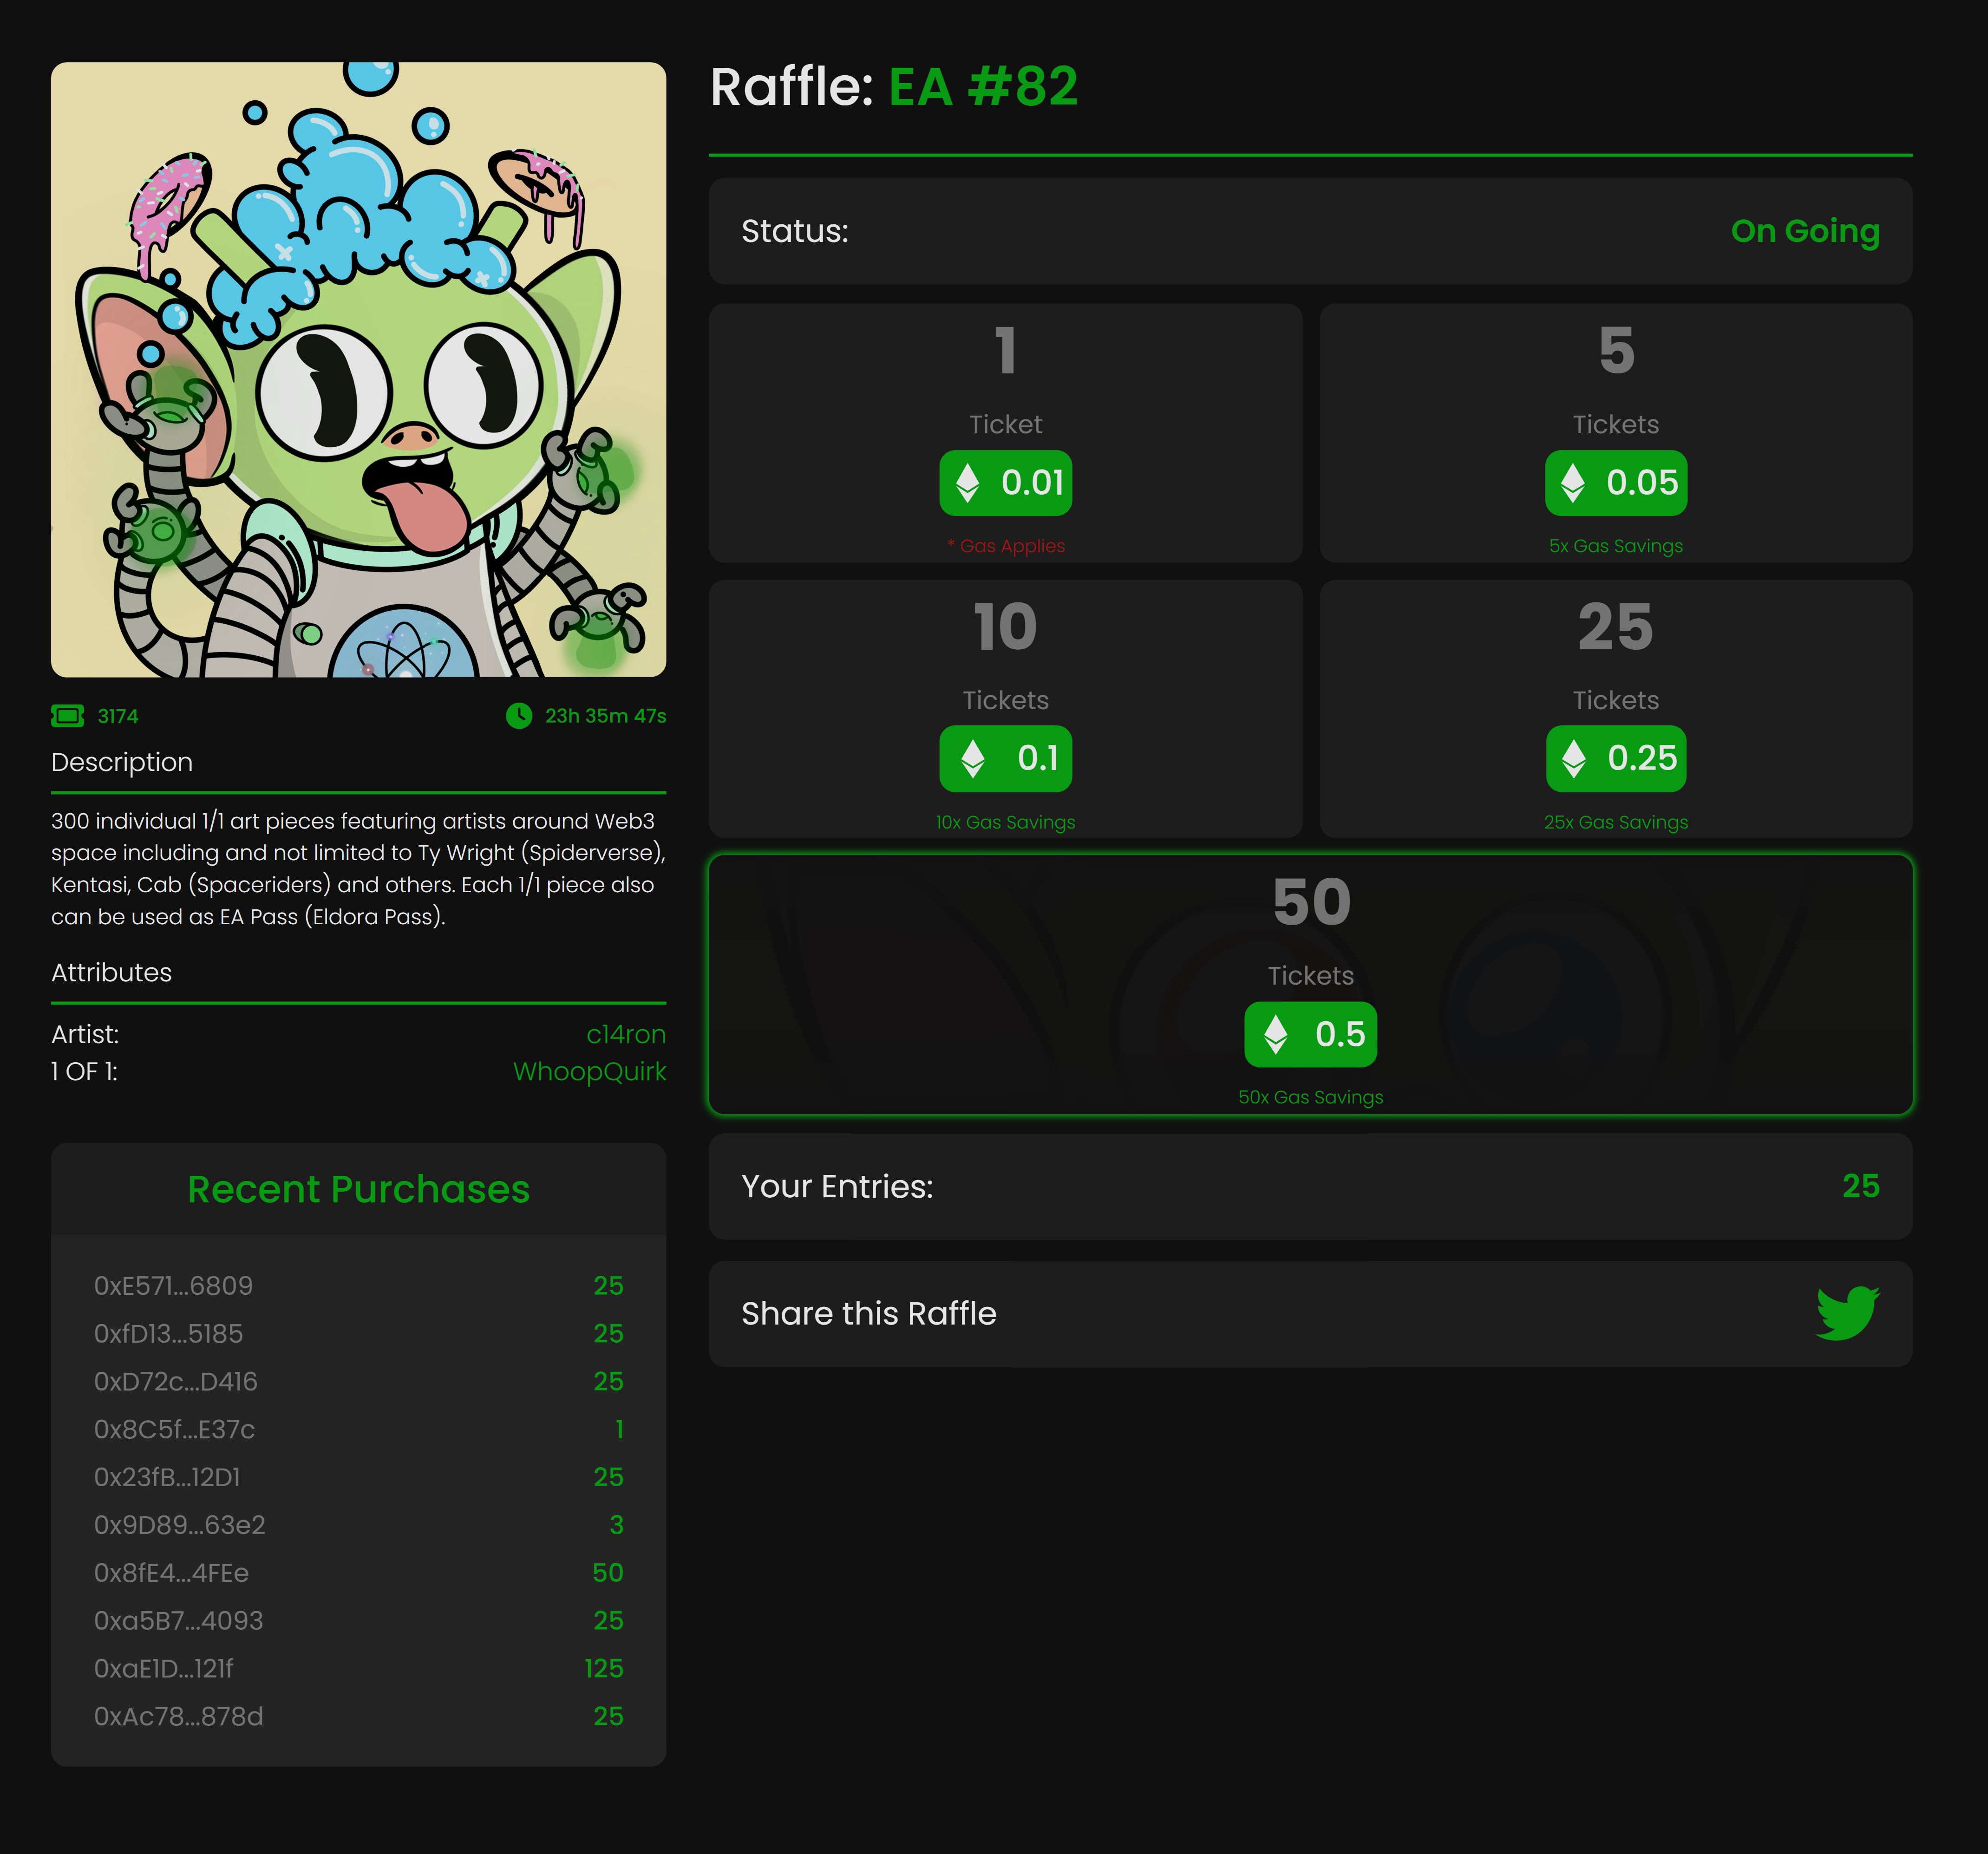 Raffle: EA #82
Status: On Going
1
Ticket
0.01
* Gas Applies
5
Tickets
0.05
5x Gas Savings
10
Tickets
0.1
10x Gas Savings
25
Tickets
0.25
25x Gas Savings
50
Tickets
0.5
50x Gas Savings
Your Entries: 25
Share this Raffle
3174 23h 35m 47s
Description
300 individual 1/1 art pieces featuring artists around Web3
space including and not limited to Ty Wright (Spiderverse),
Kentasi, Cab (Spaceriders) and others. Each 1/1 piece also
can be used as EA Pass (Eldora Pass).
Attributes
Artist: c14ron
1 OF 1: WhoopQuirk
Recent Purchases
0xE571...6809 25
0xfD13...5185 25
0xD72c...D416 25
0x8C5f...E37c 1
0x23fB...12D1 25
0x9D89...63e2 3
0x8fE4...4FEe 50
0xa5B7...4093 25
0xaE1D...121f 125
0xAc78...878d 25